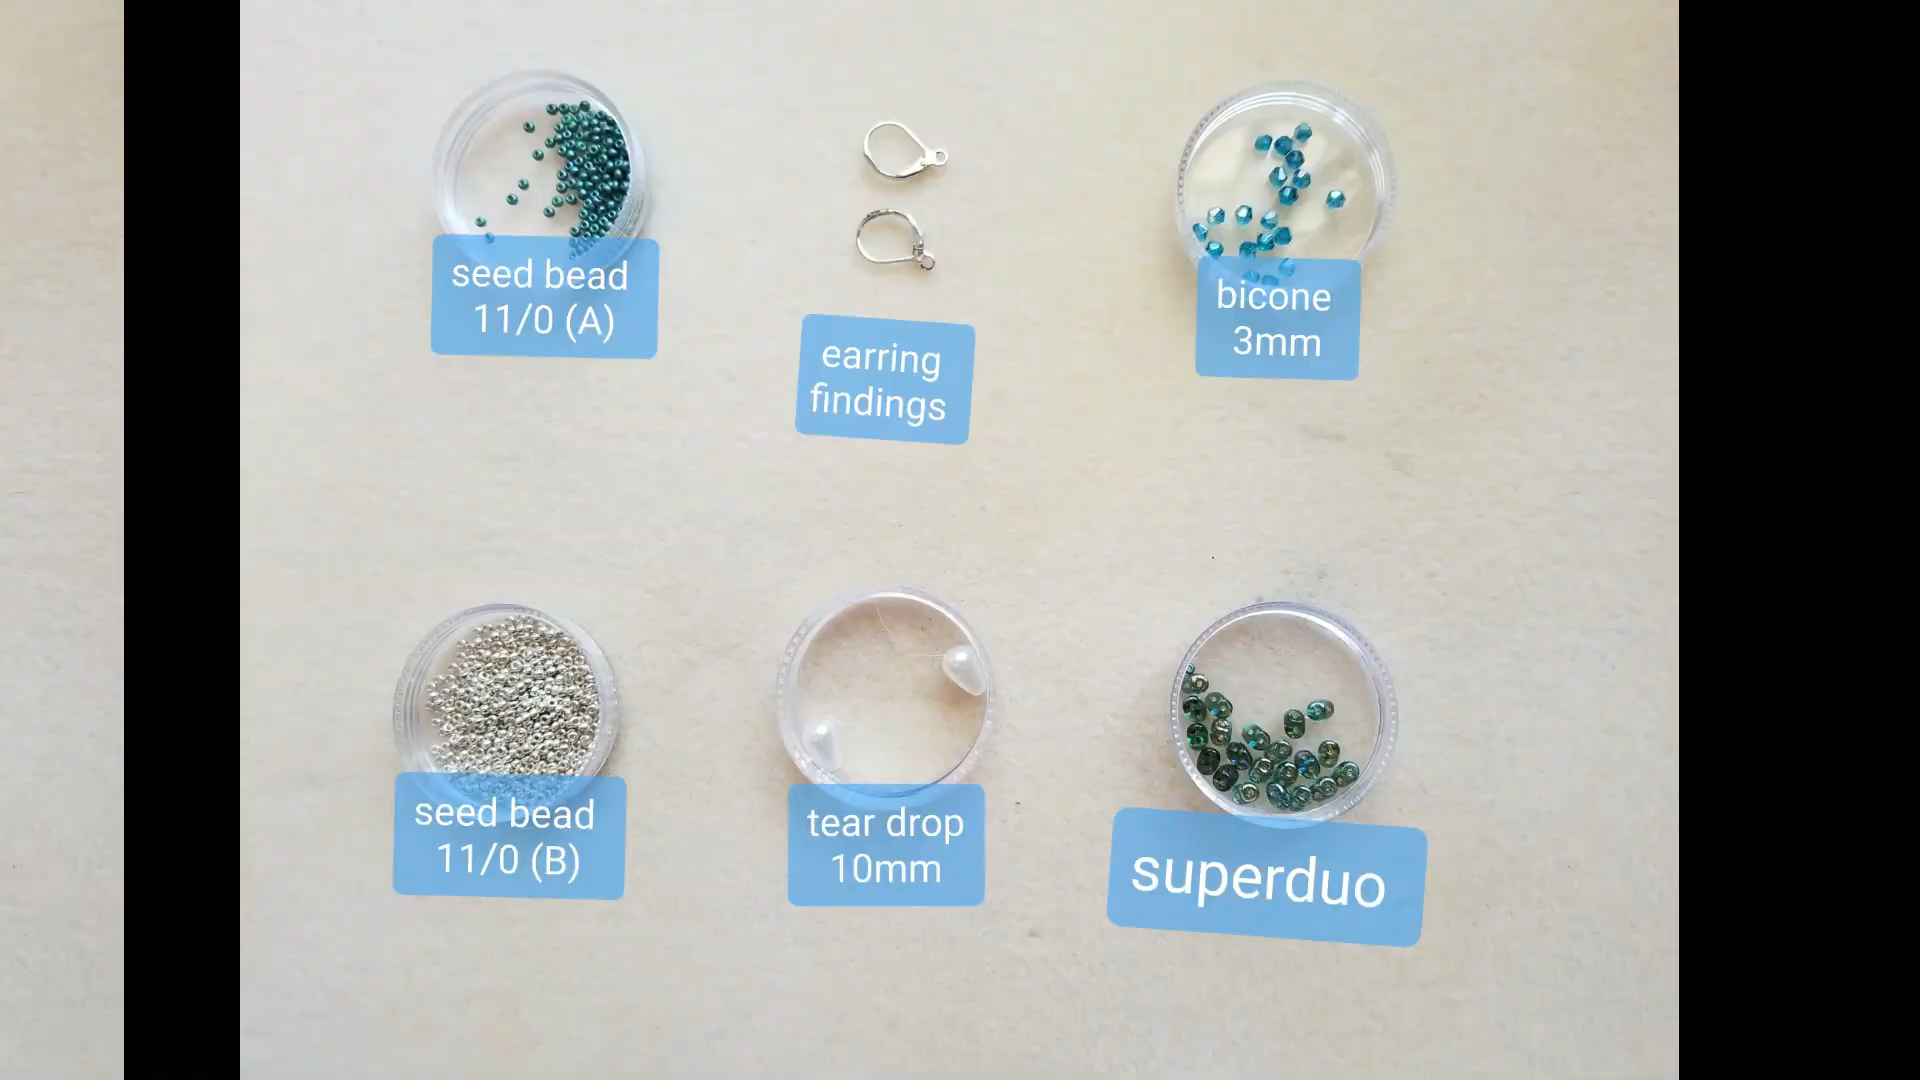 seed bead
11/0 (A)
earring
findings
bicone
3mm
seed bead
11/0 (B)
tear drop
10mm
superduo